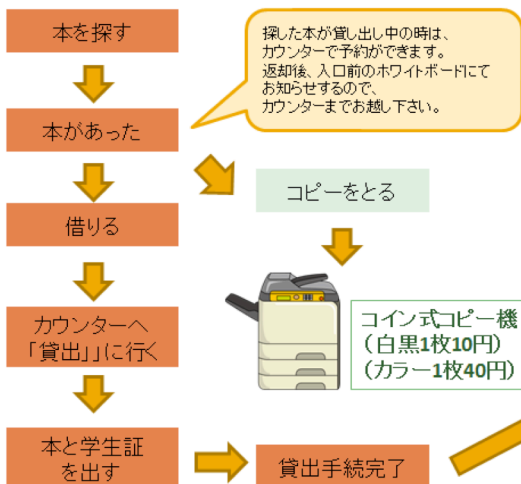 本を探す
探した本が貸し出し中の時は、
カウンターで予約ができます。
返却後、入口前のホワイトボードにて
お知らせするので、
カウンターまでお越し下さい。
本があった
コピーをとる
借りる
カウンターへ
「貸出」」に行く
コイン式コピー機
（白黒1枚10円）
（カラー1枚40円）
本と学生証
を出す
貸出手続完了